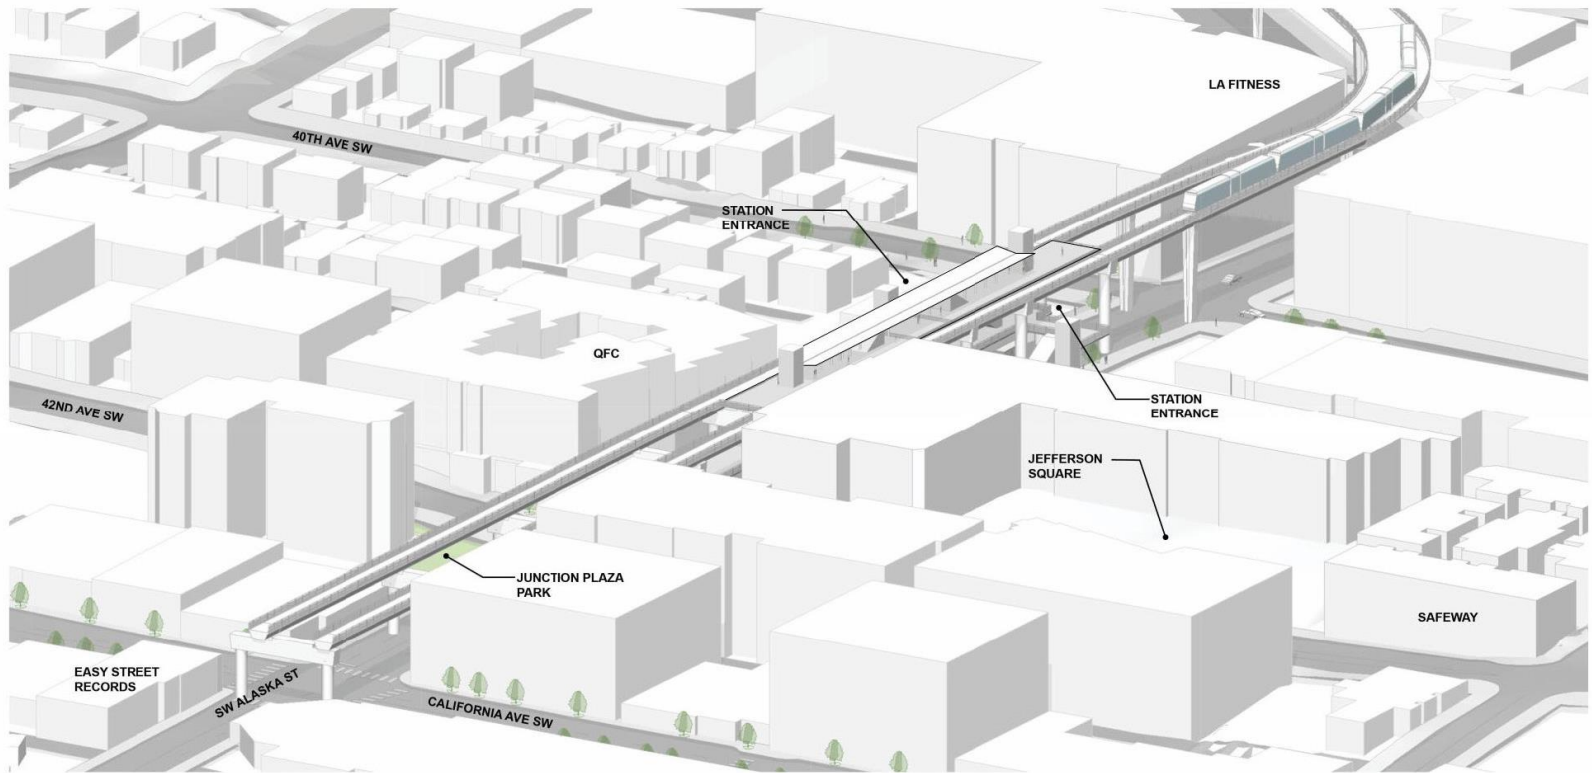 LA FITNESS
40TH AVE SW
STATION
ENTRANCE
QFC
42ND AVE SW
STATION
ENTRANCE
JEFFERSON
SQUARE
JUNCTION PLAZA
PARK
SAFEWAY
EASY STREET
RECORDS
SW ALASKA ST
CALIFORNIA AVE SW